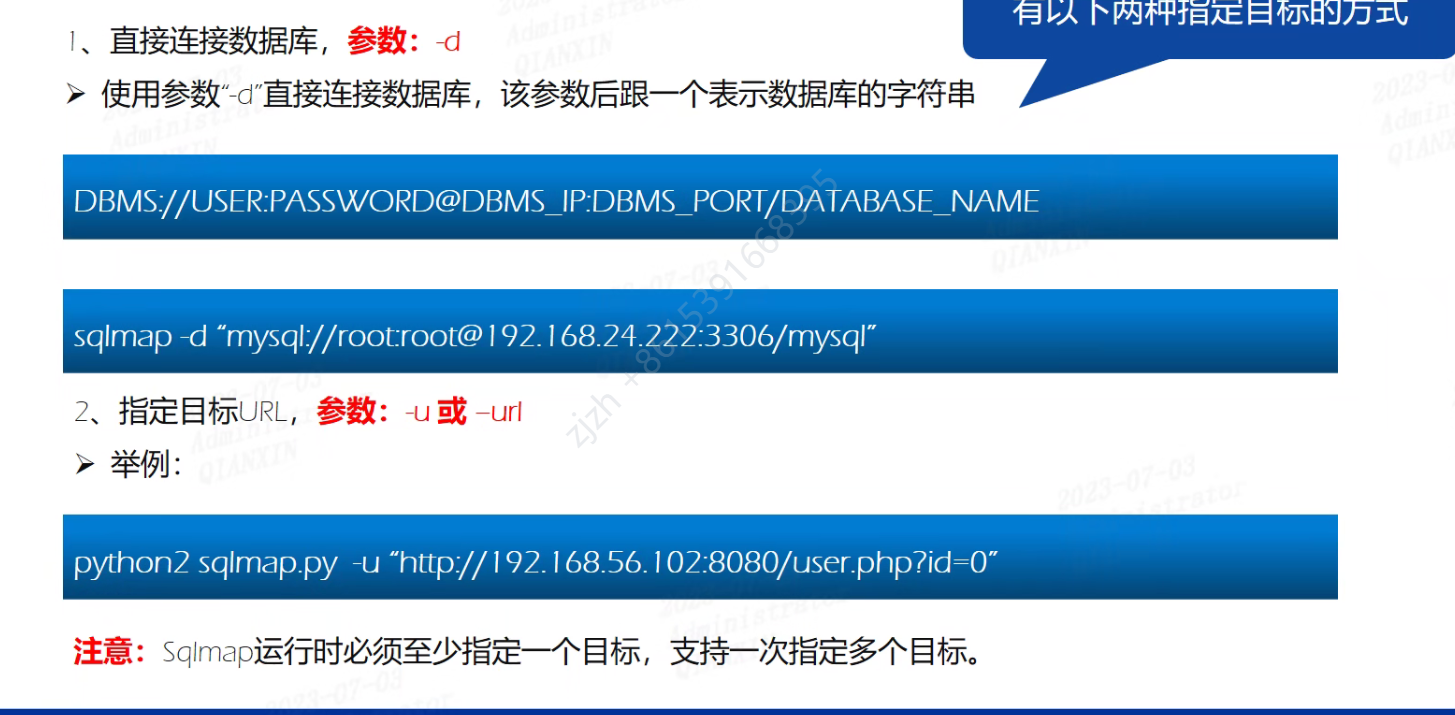 有以下两种指定目标的方式
1、直接连接数据库，参数：-d
➢ 使用参数“-d”直接连接数据库，该参数后跟一个表示数据库的字符串
DBMS://USER:PASSWORD@DBMS_IP:DBMS_PORT/DATABASE_NAME
sqlmap -d “mysql://root:root@192.168.24.222:3306/mysql”
2、指定目标URL，参数：-u 或 –url
➢ 举例：
python2 sqlmap.py -u “http://192.168.56.102:8080/user.php?id=0”
注意：Sqlmap运行时必须至少指定一个目标，支持一次指定多个目标。
zjzh +8615391668395
2023-07-03
Administrator
QIANXIN